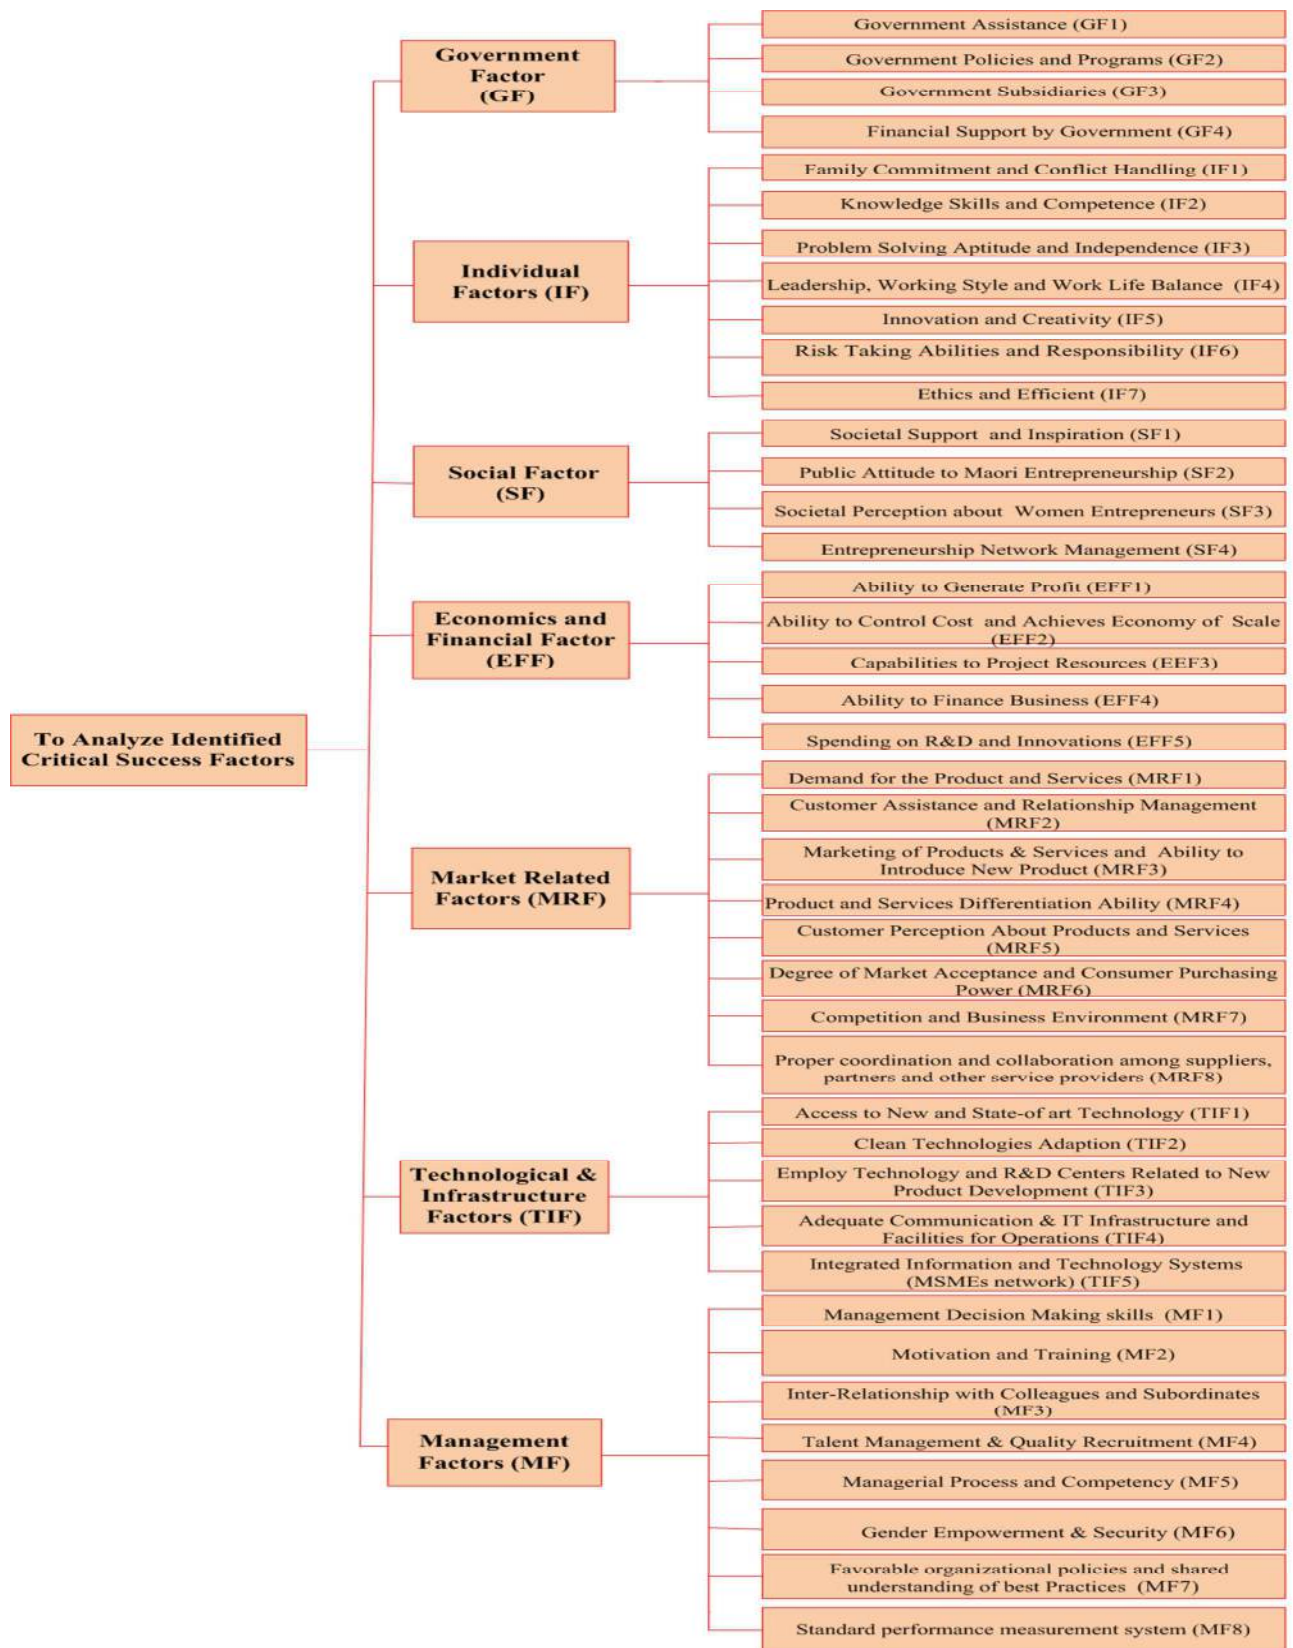 To Analyze Identified
Critical Success Factors
Government
Factor
(GF)
Government Assistance (GF1)
Government Policies and Programs (GF2)
Government Subsidiaries (GF3)
Financial Support by Government (GF4)
Individual
Factors (IF)
Family Commitment and Conflict Handling (IF1)
Knowledge Skills and Competence (IF2)
Problem Solving Aptitude and Independence (IF3)
Leadership, Working Style and Work Life Balance (IF4)
Innovation and Creativity (IF5)
Risk Taking Abilities and Responsibility (IF6)
Ethics and Efficient (IF7)
Social Factor
(SF)
Societal Support and Inspiration (SF1)
Public Attitude to Maori Entrepreneurship (SF2)
Societal Perception about Women Entrepreneurs (SF3)
Entrepreneurship Network Management (SF4)
Economics and
Financial Factor
(EFF)
Ability to Generate Profit (EFF1)
Ability to Control Cost and Achieves Economy of Scale
(EFF2)
Capabilities to Project Resources (EEF3)
Ability to Finance Business (EFF4)
Spending on R&D and Innovations (EFF5)
Market Related
Factors (MRF)
Demand for the Product and Services (MRF1)
Customer Assistance and Relationship Management
(MRF2)
Marketing of Products & Services and Ability to
Introduce New Product (MRF3)
Product and Services Differentiation Ability (MRF4)
Customer Perception About Products and Services
(MRF5)
Degree of Market Acceptance and Consumer Purchasing
Power (MRF6)
Competition and Business Environment (MRF7)
Proper coordination and collaboration among suppliers,
partners and other service providers (MRF8)
Technological &
Infrastructure
Factors (TIF)
Access to New and State-of art Technology (TIF1)
Clean Technologies Adaption (TIF2)
Employ Technology and R&D Centers Related to New
Product Development (TIF3)
Adequate Communication & IT Infrastructure and
Facilities for Operations (TIF4)
Integrated Information and Technology Systems
(MSMEs network) (TIF5)
Management
Factors (MF)
Management Decision Making skills (MF1)
Motivation and Training (MF2)
Inter-Relationship with Colleagues and Subordinates
(MF3)
Talent Management & Quality Recruitment (MF4)
Managerial Process and Competency (MF5)
Gender Empowerment & Security (MF6)
Favorable organizational policies and shared
understanding of best Practices (MF7)
Standard performance measurement system (MF8)